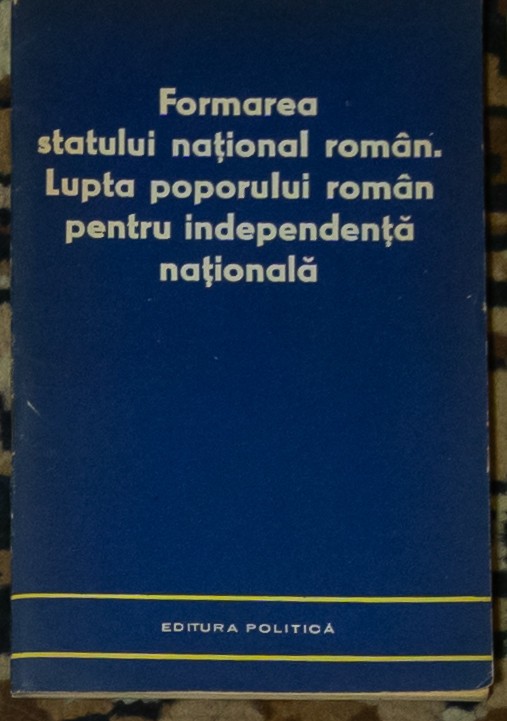 Formarea
statului național român.
Lupta poporului român
pentru independență
națională
EDITURA POLITICĂ